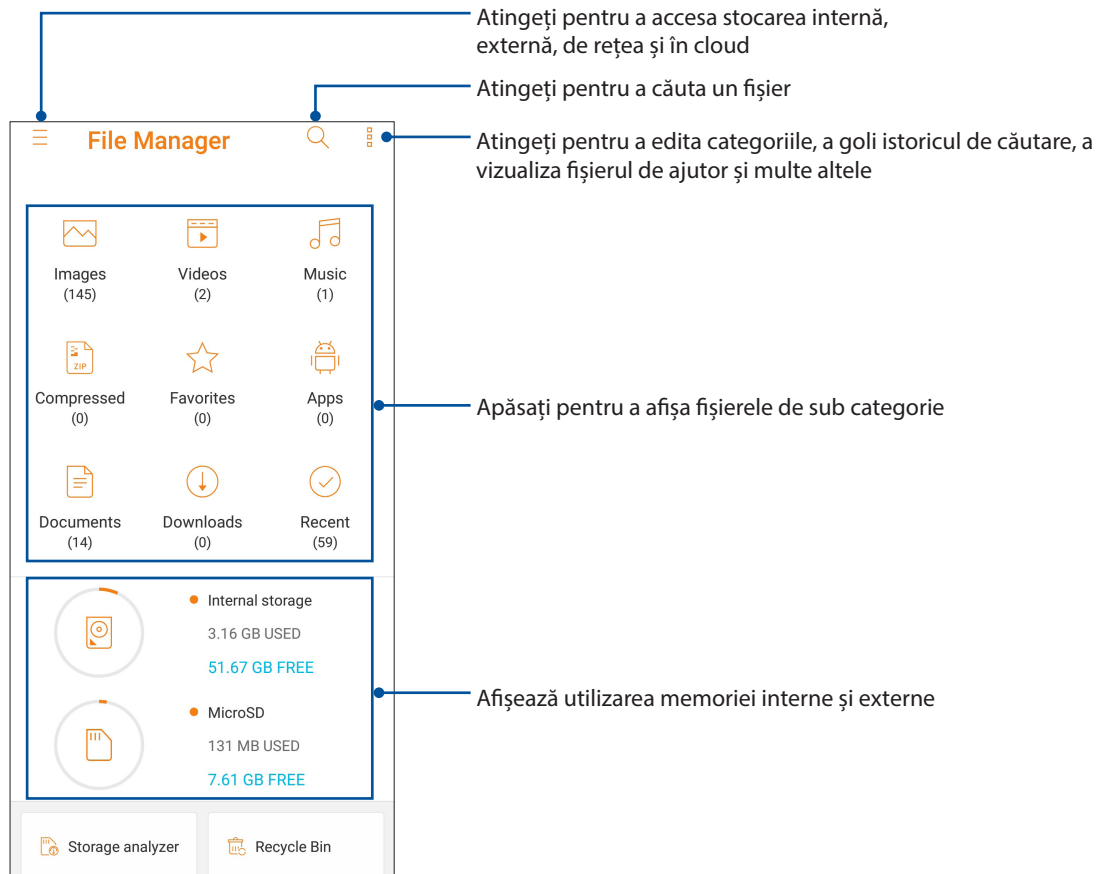 Atingeți pentru a accesa stocarea internă,
externă, de rețea și în cloud
Atingeți pentru a căuta un fișier
Atingeți pentru a edita categoriile, a goli istoricul de căutare, a
vizualiza fișierul de ajutor și multe altele
File Manager
Images
(145)
Videos
(2)
Music
(1)
ZIP
Compressed
(0)
Favorites
(0)
Apps
(0)
Apăsați pentru a afișa fișierele de sub categorie
Documents
(14)
Downloads
(0)
Recent
(59)
Internal storage
3.16 GB USED
51.67 GB FREE
Afișează utilizarea memoriei interne și externe
MicroSD
131 MB USED
7.61 GB FREE
Storage analyzer
Recycle Bin